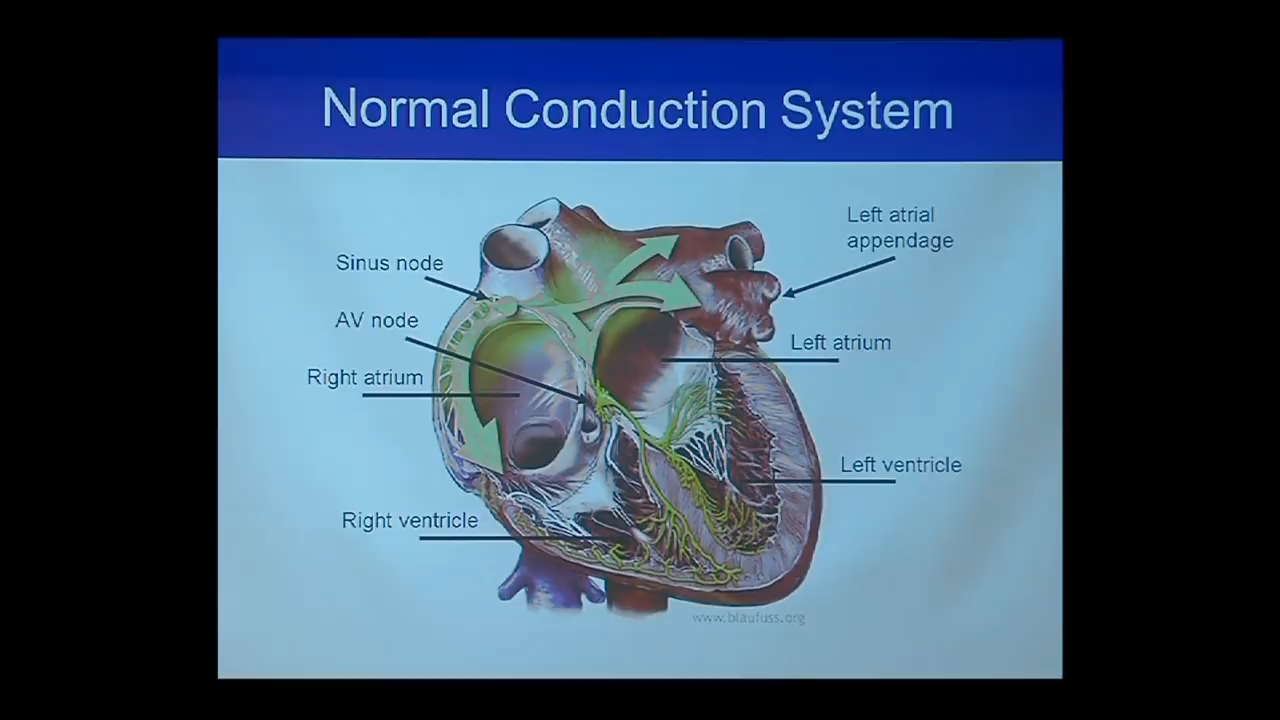 Normal Conduction System
Left atrial
appendage
Sinus node
AV node
Left atrium
Right atrium
Left ventricle
Right ventricle
www.blaufuss.org